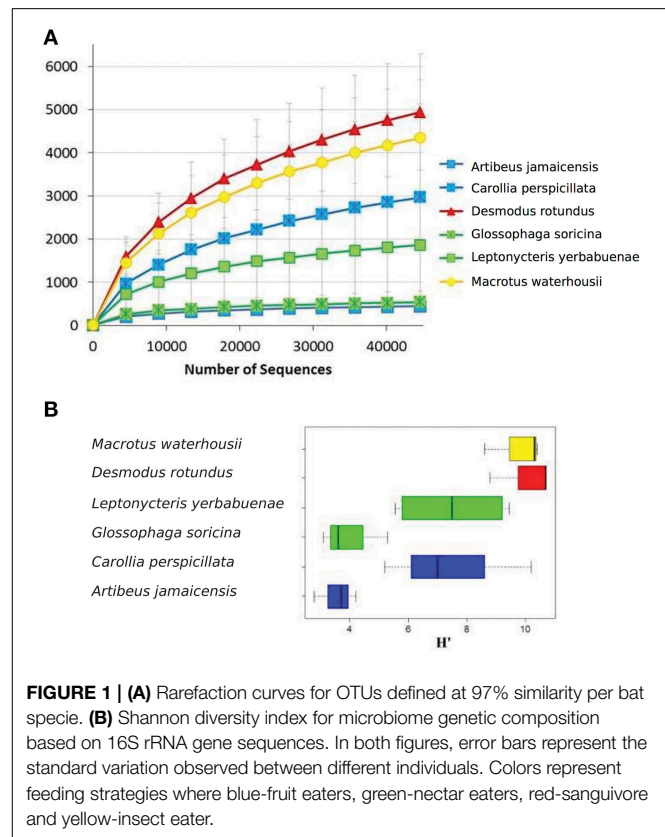 A
6000
5000
4000
3000
2000
1000
0
0 10000 20000 30000 40000
Number of Sequences
Artibeus jamaicensis
Carollia perspicillata
Desmodus rotundus
Glossophaga soricina
Leptonycteris yerbabuenae
Macrotus waterhousii
B
Macrotus waterhousii
Desmodus rotundus
Leptonycteris yerbabuenae
Glossophaga soricina
Carollia perspicillata
Artibeus jamaicensis
4 6 8 10
H'
FIGURE 1 | (A) Rarefaction curves for OTUs defined at 97% similarity per bat
specie. (B) Shannon diversity index for microbiome genetic composition
based on 16S rRNA gene sequences. In both figures, error bars represent the
standard variation observed between different individuals. Colors represent
feeding strategies where blue-fruit eaters, green-nectar eaters, red-sanguivore
and yellow-insect eater.